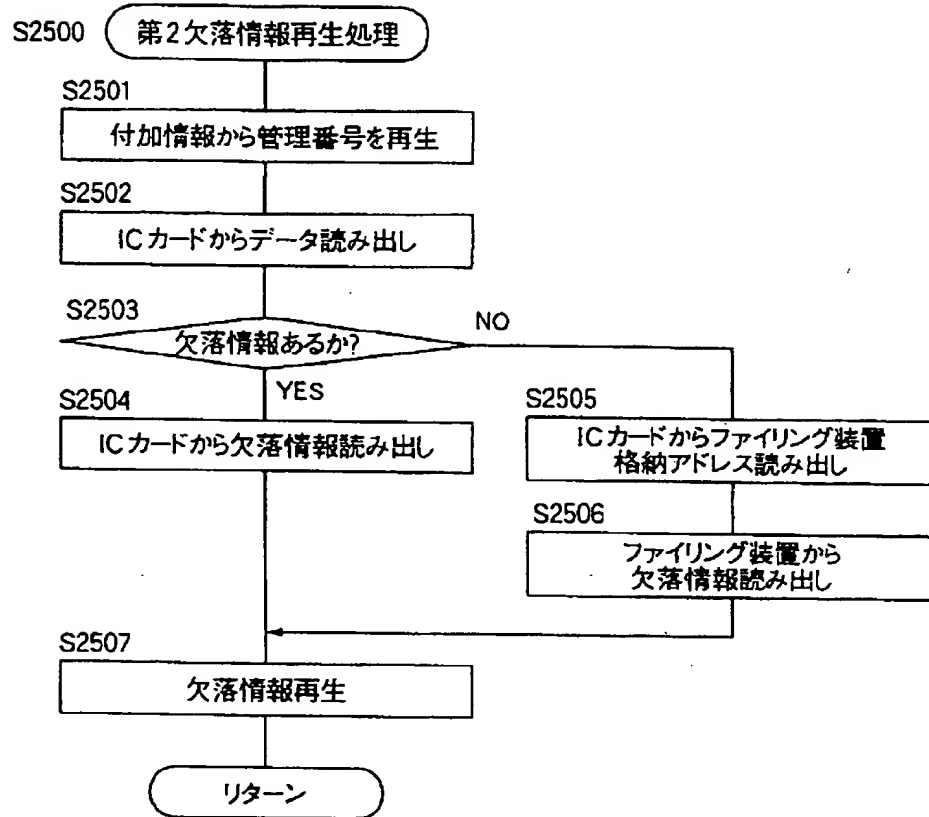 S2500
第2欠落情報再生処理
S2501
付加情報から管理番号を再生
S2502
ICカードからデータ読み出し
S2503
欠落情報あるか?
NO
YES
S2504
ICカードから欠落情報読み出し
S2505
ICカードからファイリング装置
格納アドレス読み出し
S2506
ファイリング装置から
欠落情報読み出し
S2507
欠落情報再生
リターン